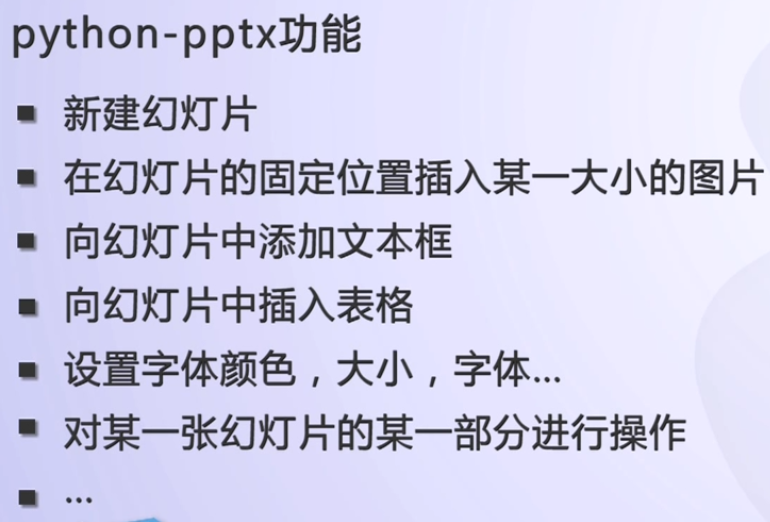 python-pptx功能
▪ 新建幻灯片
▪ 在幻灯片的固定位置插入某一大小的图片
▪ 向幻灯片中添加文本框
▪ 向幻灯片中插入表格
▪ 设置字体颜色，大小，字体...
▪ 对某一张幻灯片的某一部分进行操作
▪ ...